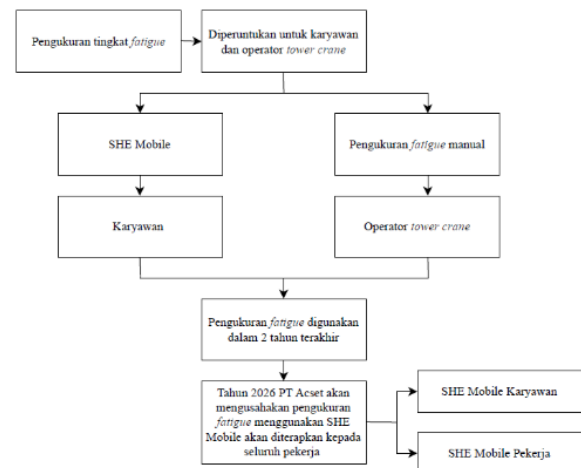 Pengukuran tingkat fatigue
Diperuntukan untuk karyawan
dan operator tower crane
SHE Mobile
Pengukuran fatigue manual
Karyawan
Operator tower crane
Pengukuran fatigue digunakan
dalam 2 tahun terakhir
Tahun 2026 PT Acset akan
mengusahakan pengukuran
fatigue menggunakan SHE
Mobile akan diterapkan kepada
seluruh pekerja
SHE Mobile Karyawan
SHE Mobile Pekerja